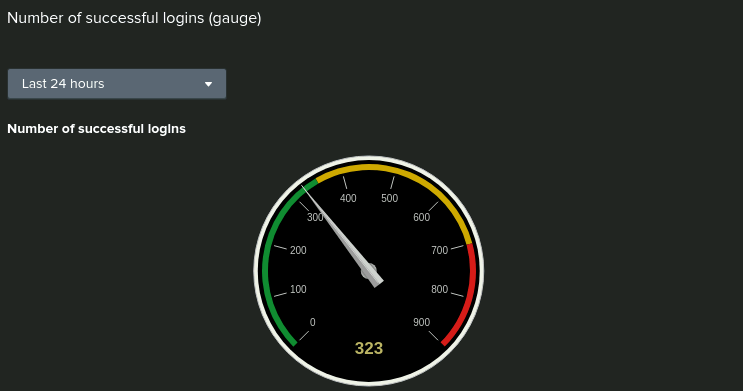 Number of successful logins (gauge)
Last 24 hours
Number of successful logins
400 500
300 600
200 700
100 800
0 900
323